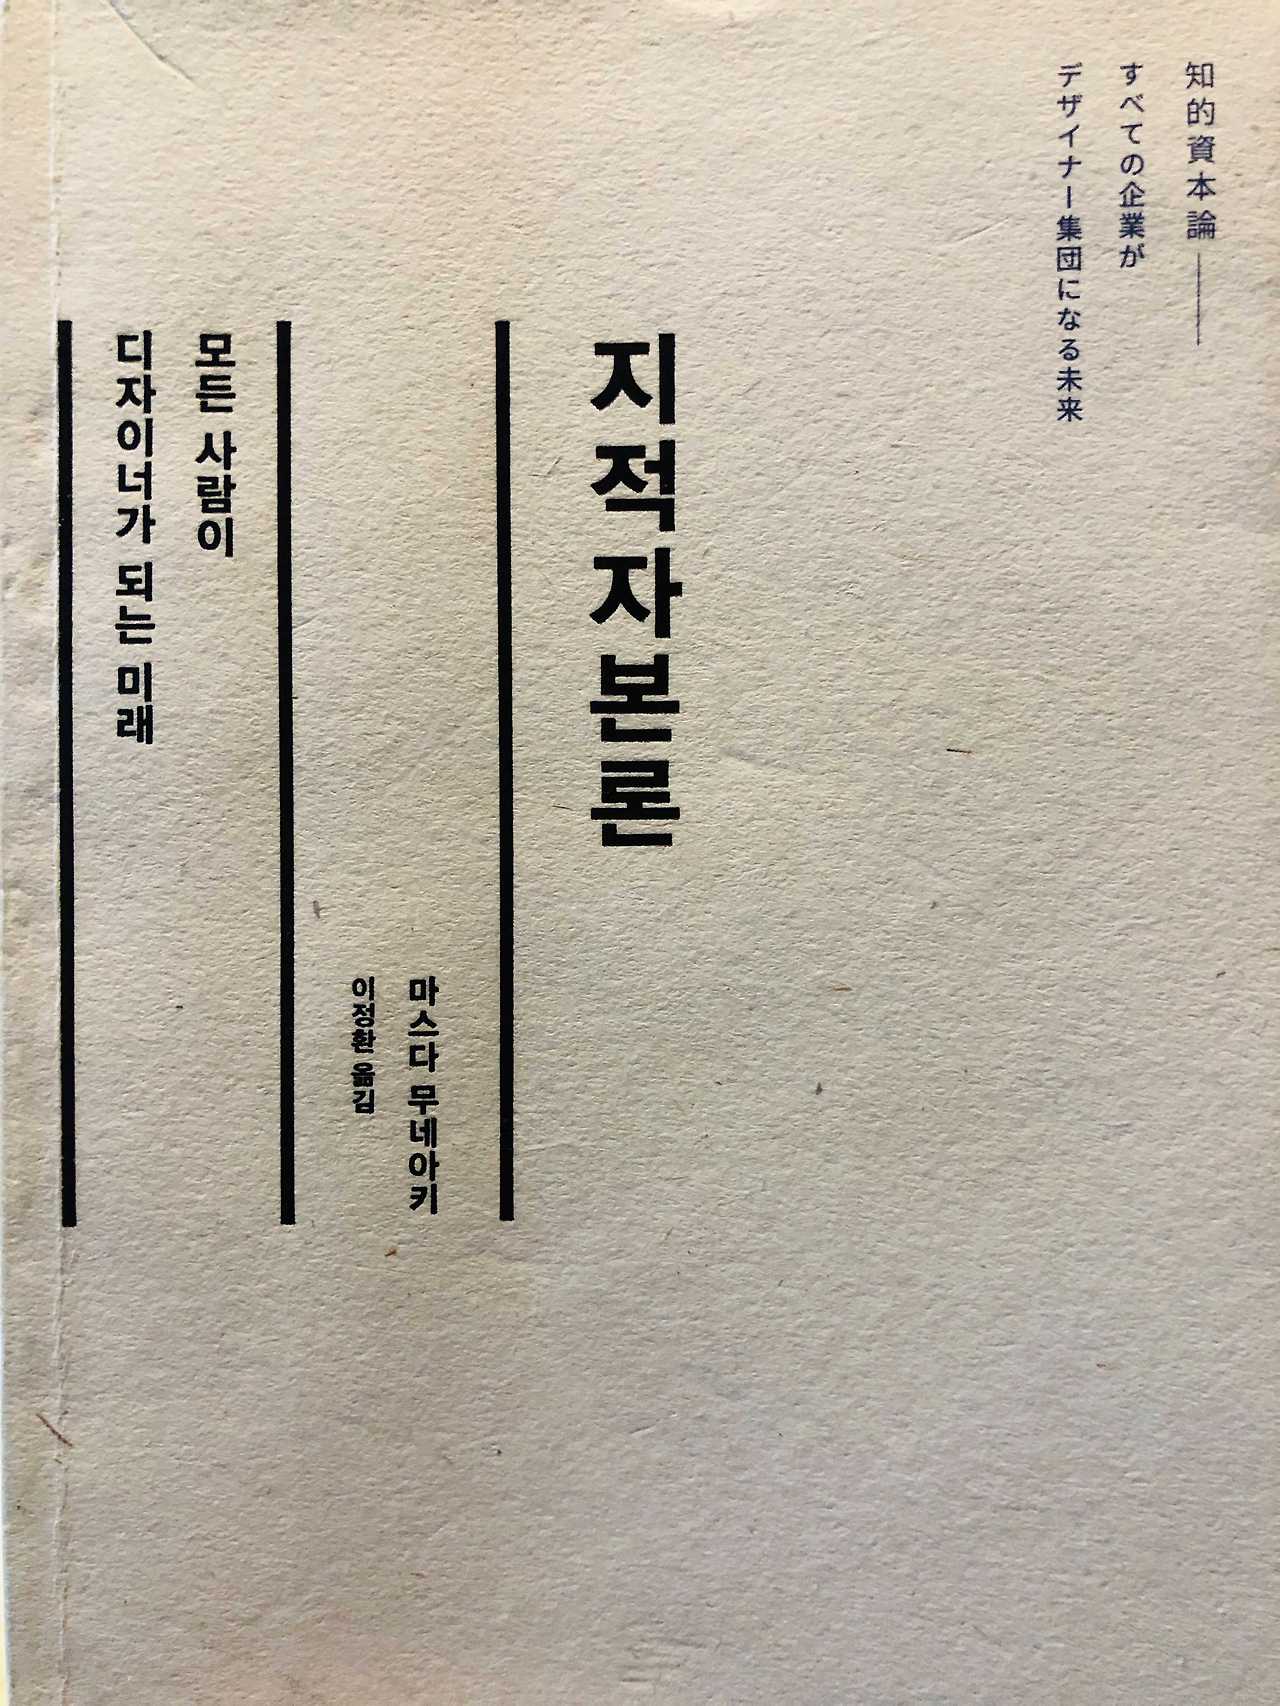 知的資本論——
すべての企業が
デザイナー集団になる未来
지적자본론
마스다 무네아키
이정환 옮김
모든 사람이
디자이너가 되는 미래